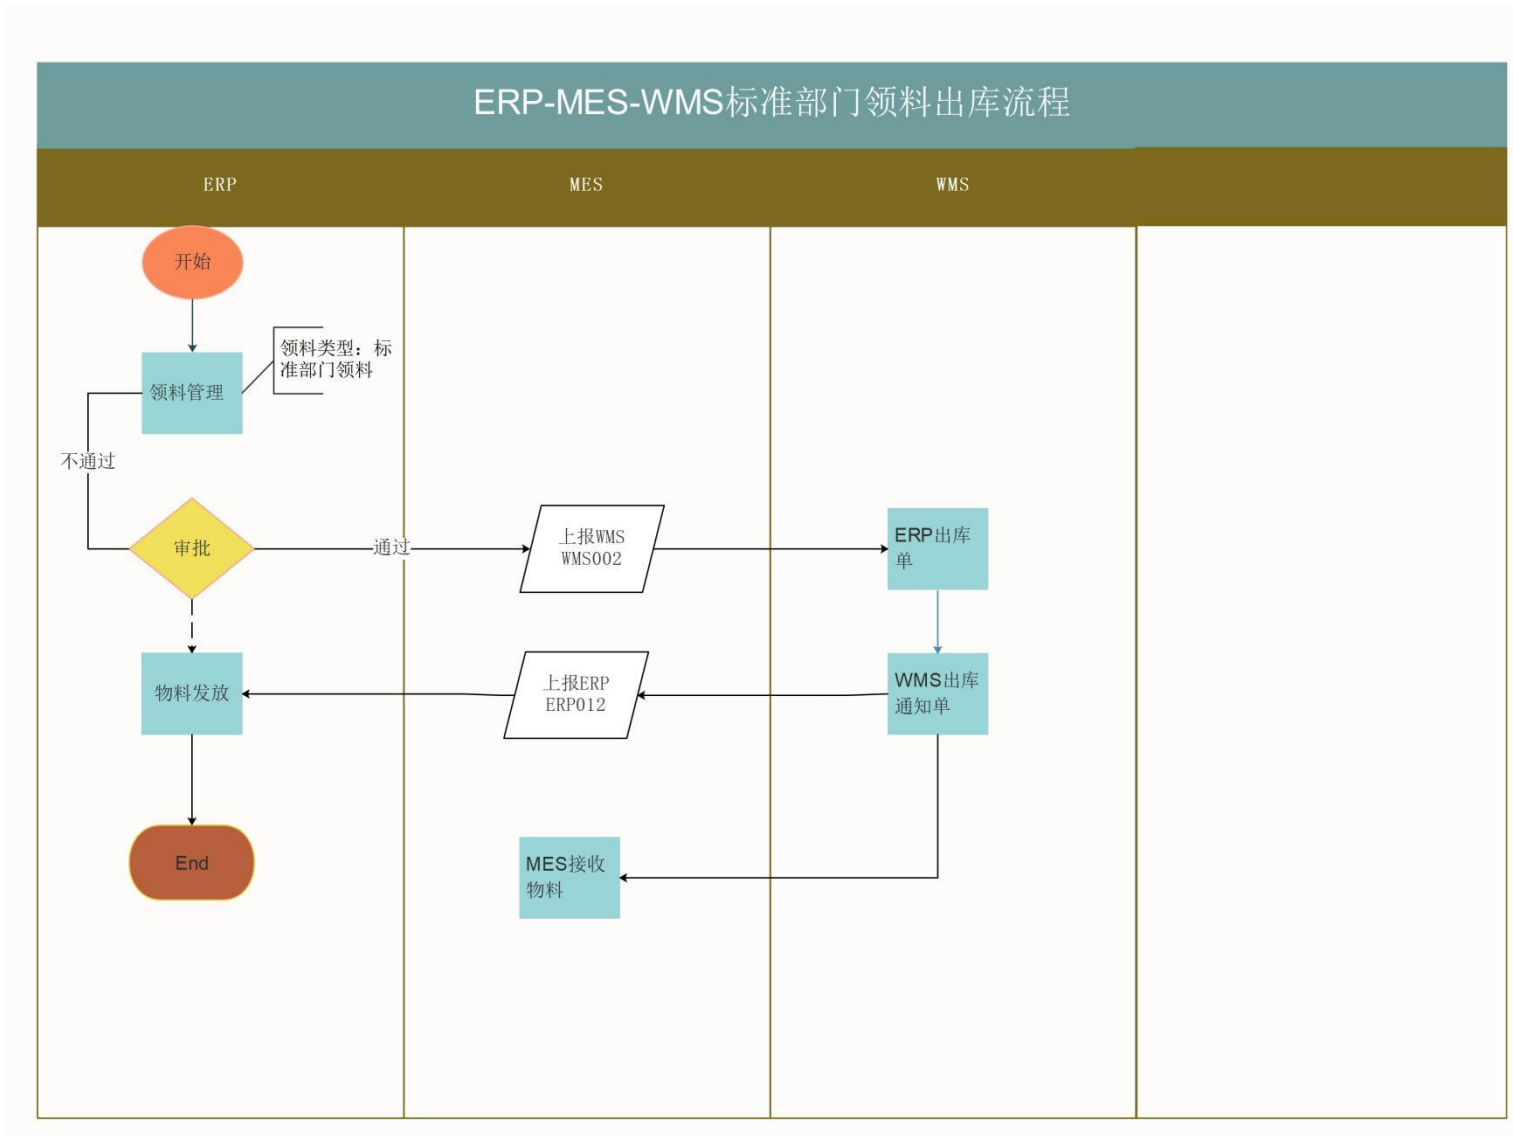 ERP-MES-WMS标准部门领料出库流程
ERP
MES
WMS
开始
领料类型：标
准部门领料
领料管理
不通过
审批
通过
上报WMS
WMS002
ERP出库
单
物料发放
上报ERP
ERP012
WMS出库
通知单
End
MES接收
物料